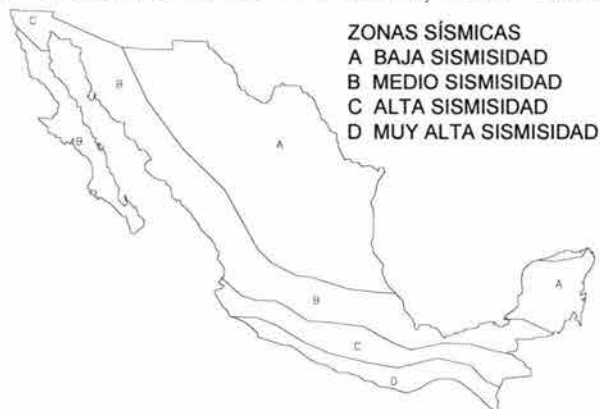 ZONAS SÍSMICAS
A BAJA SISMISIDAD
B MEDIO SISMISIDAD
C ALTA SISMISIDAD
D MUY ALTA SISMISIDAD
C
B
A
B
A
B
C
D